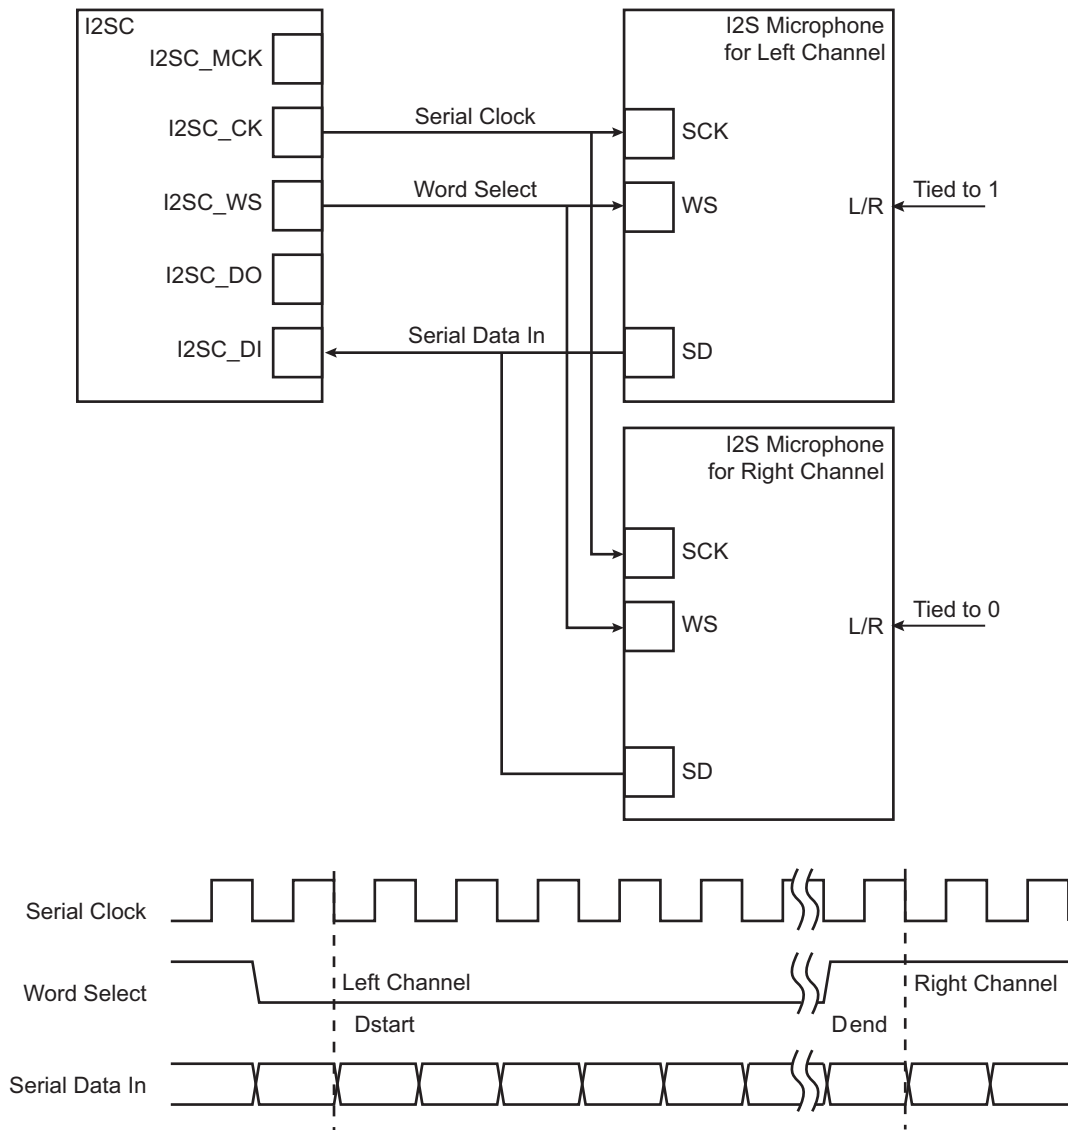 I2SC
I2SC_MCK
I2SC_CK
I2SC_WS
I2SC_DO
I2SC_DI
Serial Clock
Word Select
Serial Data In
I2S Microphone
for Left Channel
SCK
WS
L/R
Tied to 1
SD
I2S Microphone
for Right Channel
SCK
WS
L/R
Tied to 0
SD
Serial Clock
Word Select
Left Channel
Right Channel
Dstart
Dend
Serial Data In